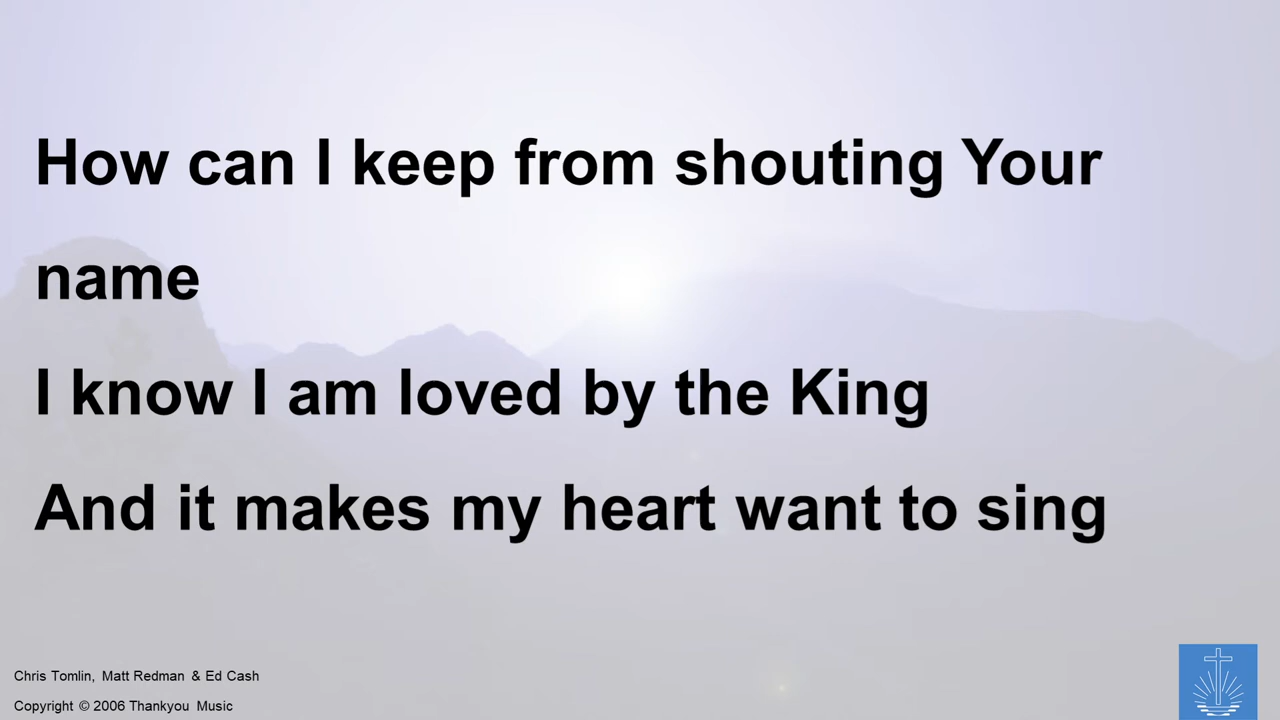 How can I keep from shouting Your
name
I know I am loved by the King
And it makes my heart want to sing
Chris Tomlin, Matt Redman & Ed Cash
Copyright © 2006 Thankyou Music